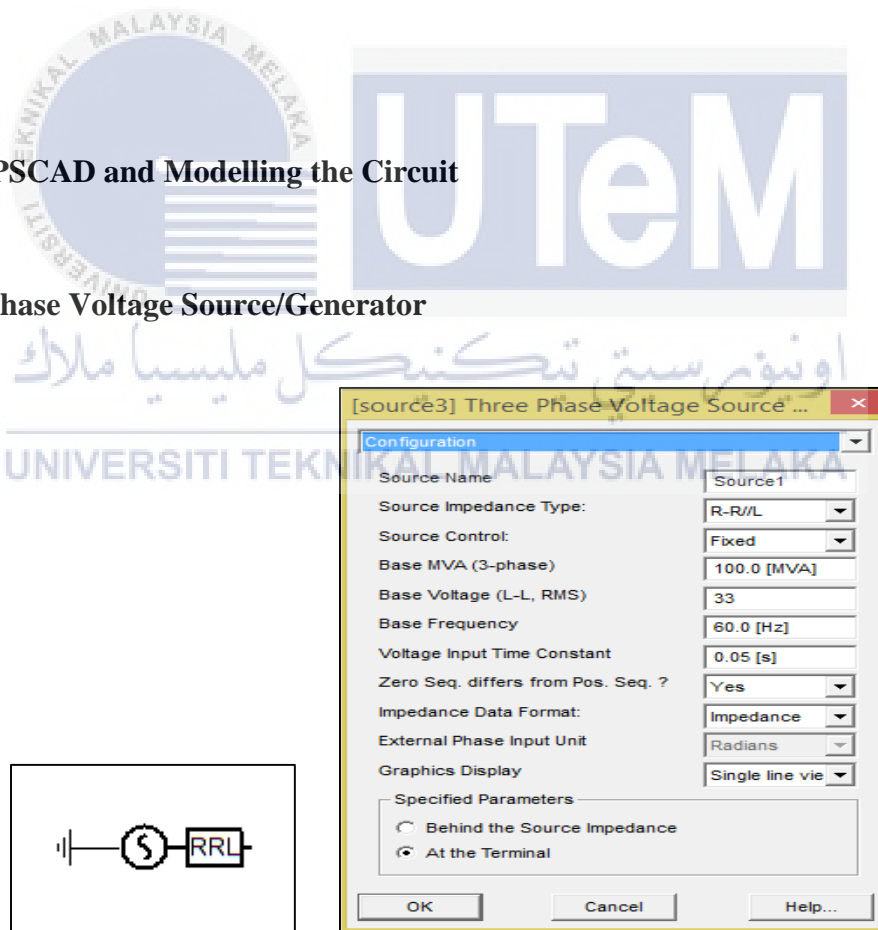 UNIVERSITI TEKNIKAL MALAYSIA MELAKA
UTeM
PSCAD and Modelling the Circuit
hase Voltage Source/Generator
اونيۏرسيتي تيكنيكل مليسيا ملاك
UNIVERSITI TEKNIKAL MALAYSIA MELAKA
[source3] Three Phase Voltage Source ...
Configuration
Source Name Source1
Source Impedance Type: R-R//L
Source Control: Fixed
Base MVA (3-phase) 100.0 [MVA]
Base Voltage (L-L, RMS) 33
Base Frequency 60.0 [Hz]
Voltage Input Time Constant 0.05 [s]
Zero Seq. differs from Pos. Seq. ? Yes
Impedance Data Format: Impedance
External Phase Input Unit Radians
Graphics Display Single line vie
Specified Parameters
Behind the Source Impedance
At the Terminal
OK Cancel Help...
RRL